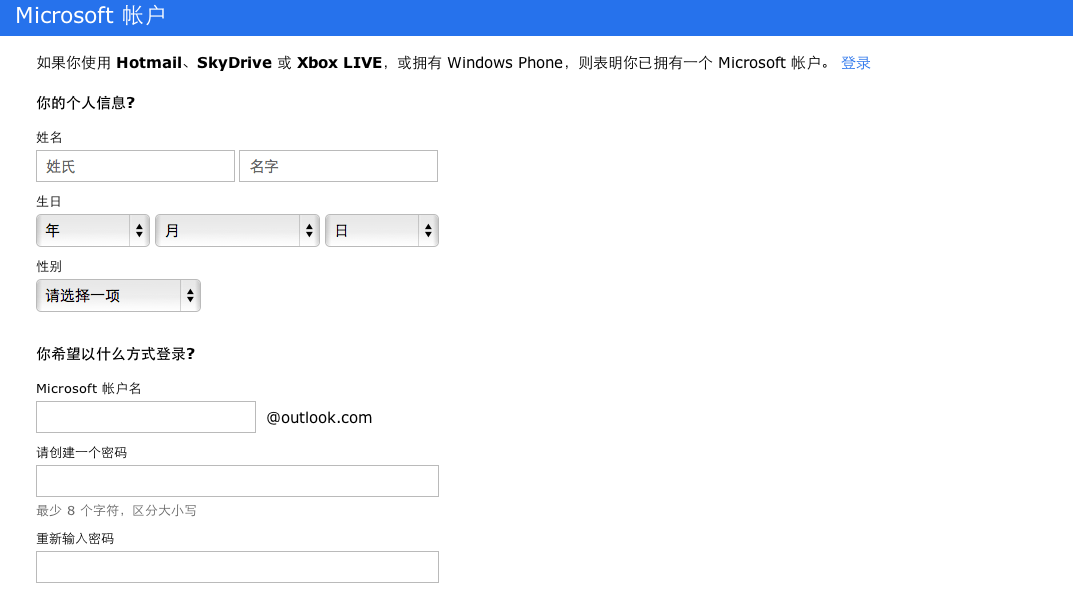 Microsoft 帐户
如果你使用 Hotmail、SkyDrive 或 Xbox LIVE，或拥有 Windows Phone，则表明你已拥有一个 Microsoft 帐户。 登录
你的个人信息?
姓名
姓氏 名字
生日
年 月 日
性别
请选择一项
你希望以什么方式登录?
Microsoft 帐户名
@outlook.com
请创建一个密码
最少 8 个字符，区分大小写
重新输入密码